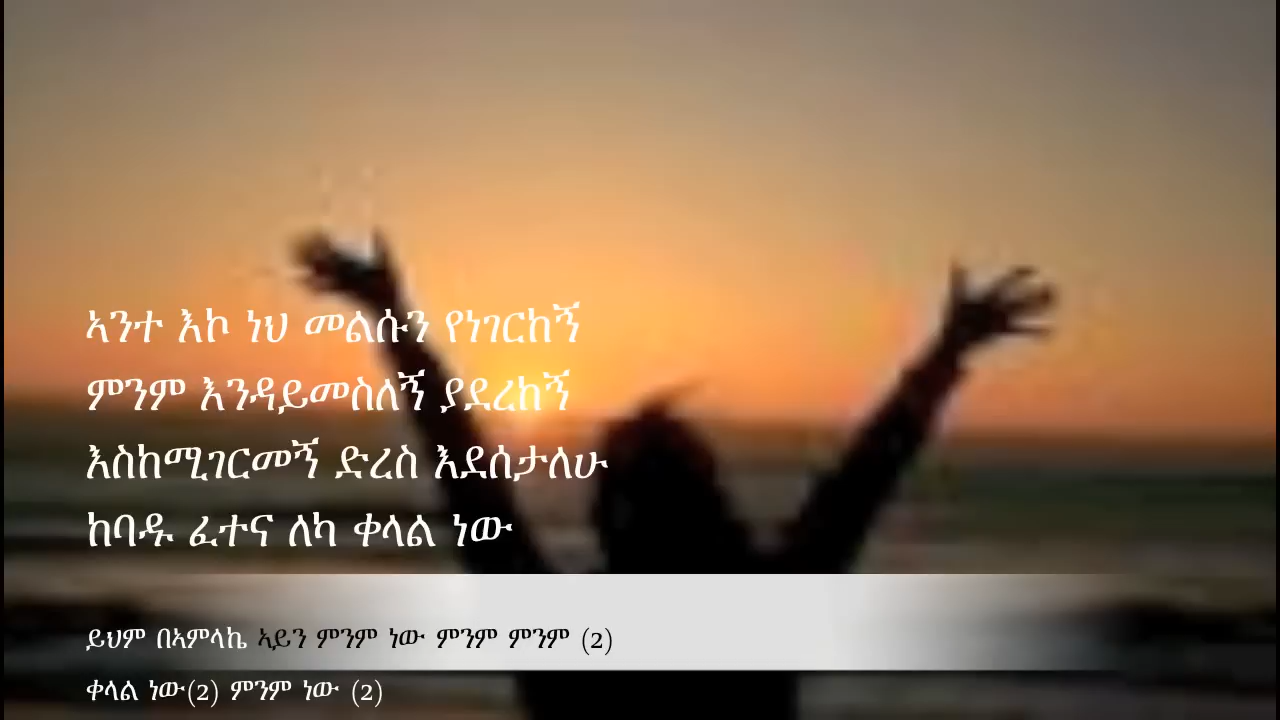 ኣንተ እኮ ነህ መልሱን የነገርከኝ
ምንም እንዳይመስለኝ ያደረከኝ
እስከሚገርመኝ ድረስ እደሰታለሁ
ከባዱ ፈተና ለካ ቀላል ነው
ይህም በኣምላኬ ኣይን ምንም ነው ምንም ምንም (2)
ቀላል ነው(2) ምንም ነው (2)